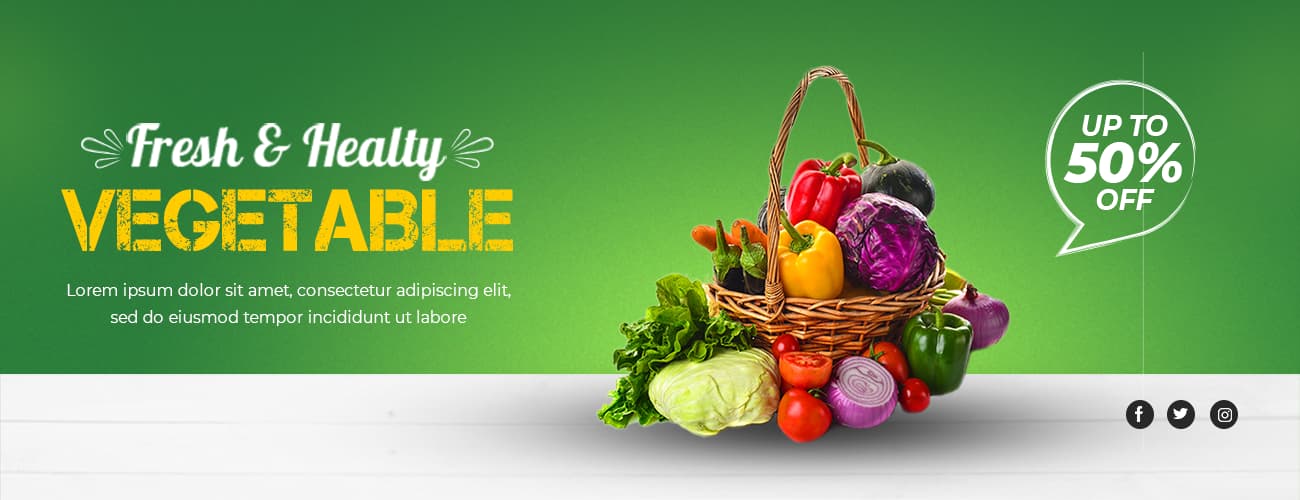 Fresh & Healty
VEGETABLE
Lorem ipsum dolor sit amet, consectetur adipiscing elit,
sed do eiusmod tempor incididunt ut labore
UP TO
50%
OFF